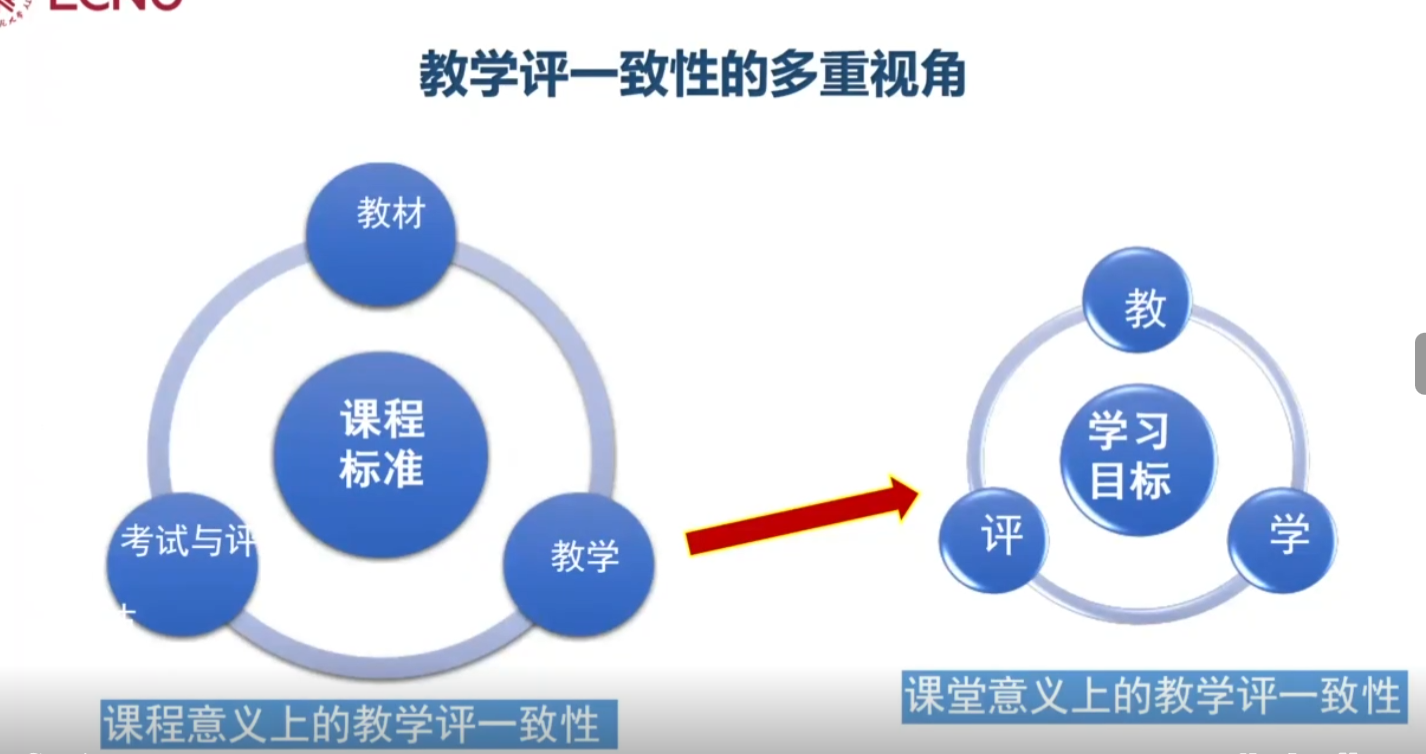 教学评一致性的多重视角
教材
课程
标准
考试与评
教学
课程意义上的教学评一致性
教
学习
目标
评
学
课堂意义上的教学评一致性